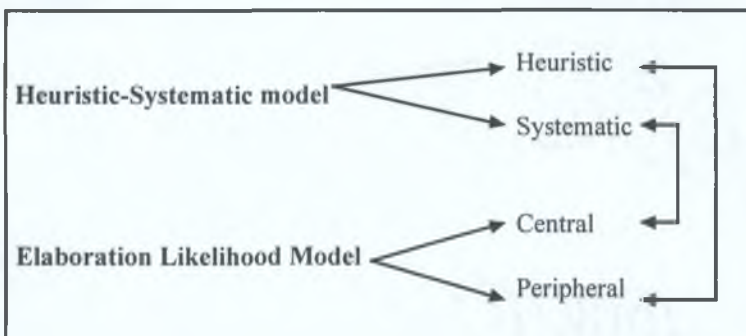 Heuristic
Heuristic-Systematic model
Systematic
Central
Elaboration Likelihood Model
Peripheral